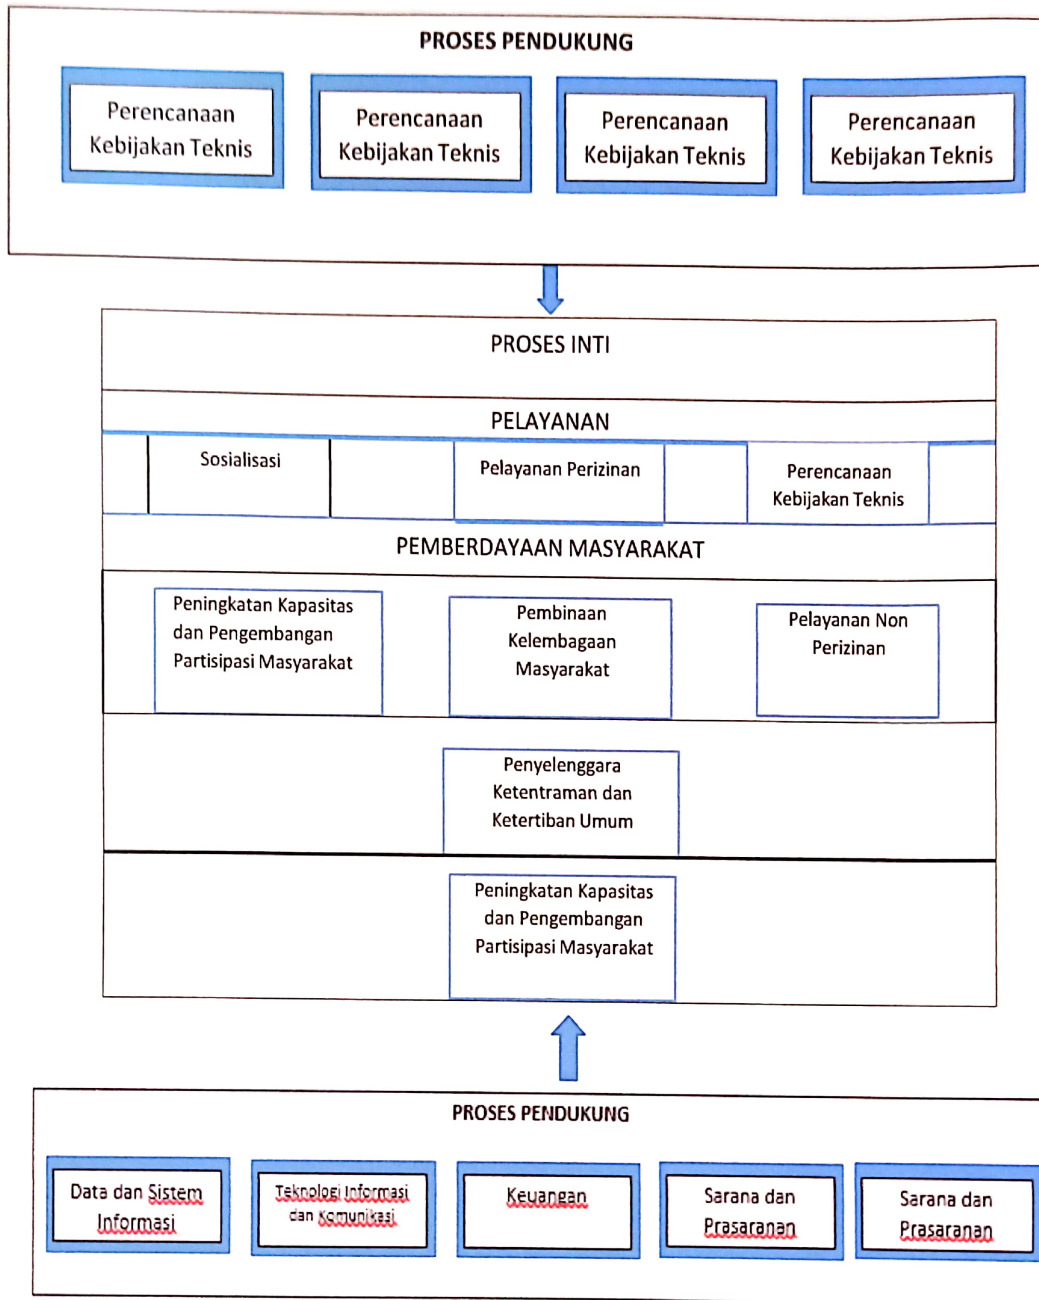 PROSES PENDUKUNG
Perencanaan
Kebijakan Teknis
Perencanaan
Kebijakan Teknis
Perencanaan
Kebijakan Teknis
Perencanaan
Kebijakan Teknis
PROSES INTI
PELAYANAN
Sosialisasi
Pelayanan Perizinan
Perencanaan
Kebijakan Teknis
PEMBERDAYAAN MASYARAKAT
Peningkatan Kapasitas
dan Pengembangan
Partisipasi Masyarakat
Pembinaan
Kelembagaan
Masyarakat
Pelayanan Non
Perizinan
Penyelenggara
Ketentraman dan
Ketertiban Umum
Peningkatan Kapasitas
dan Pengembangan
Partisipasi Masyarakat
PROSES PENDUKUNG
Data dan Sistem
Informasi
Teknologi Informasi
dan Komunikasi
Keuangan
Sarana dan
Prasaranan
Sarana dan
Prasaranan